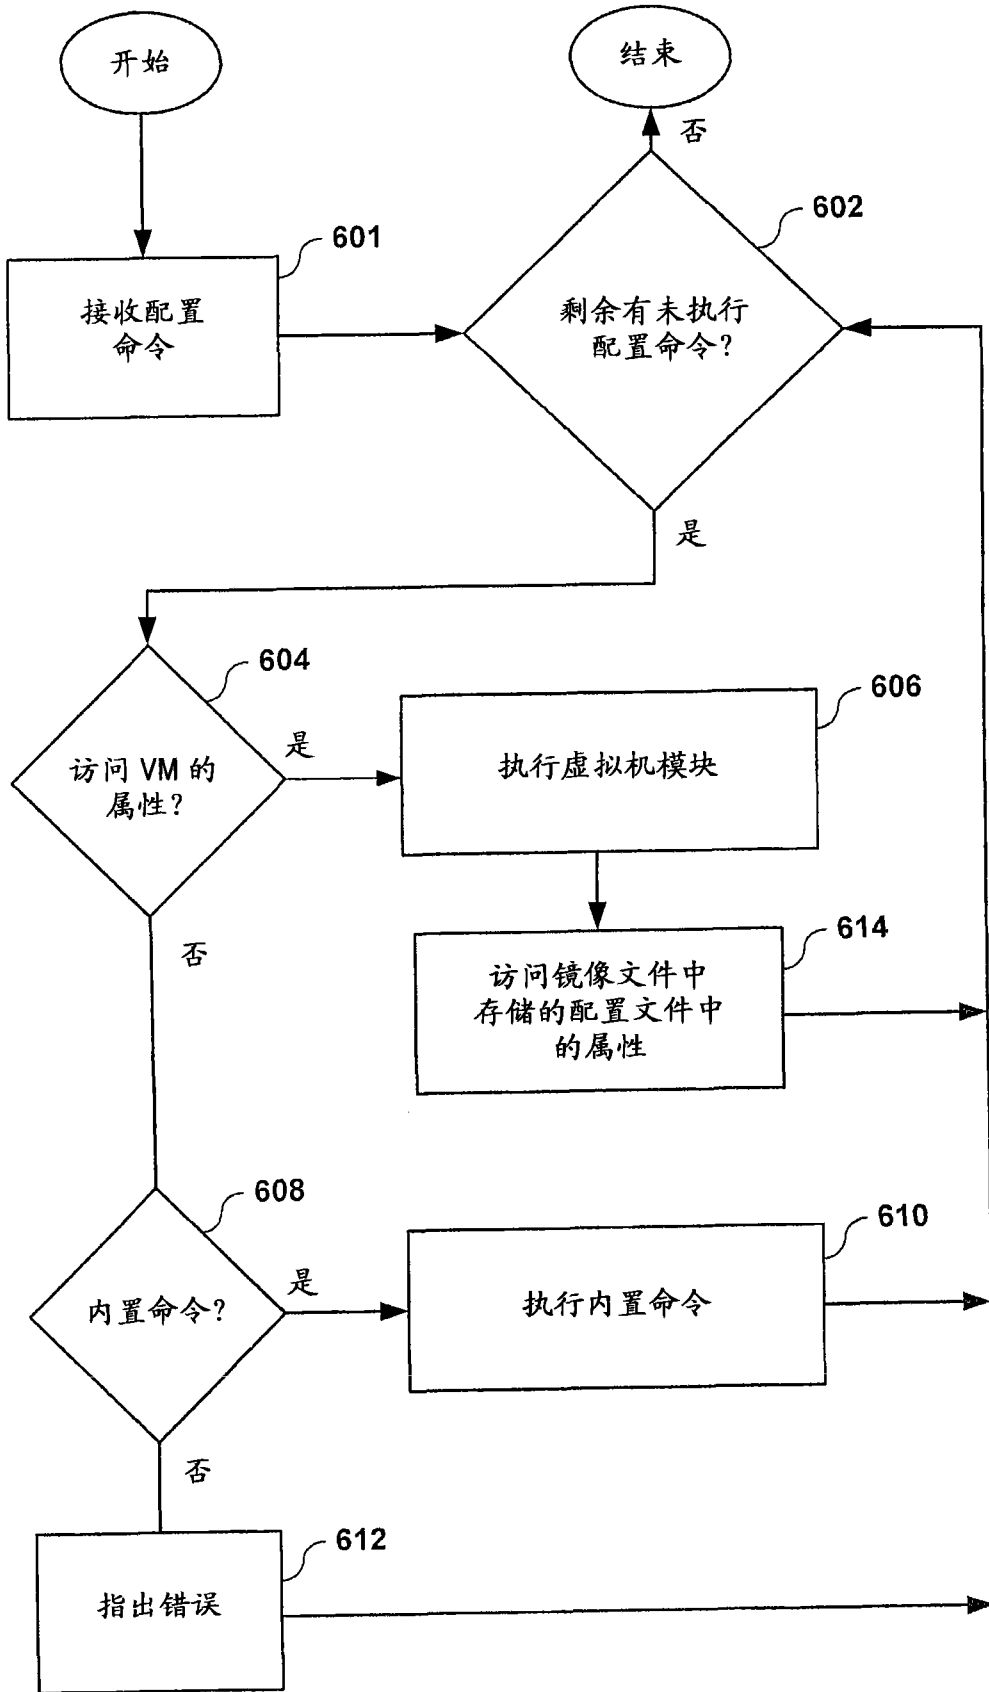 开始
结束
否
602
601
接收配置
命令
剩余有未执行
配置命令？
是
604
606
访问 VM 的
属性？
是
执行虚拟机模块
否
614
访问镜像文件中
存储的配置文件中
的属性
608
610
内置命令？
是
执行内置命令
否
612
指出错误